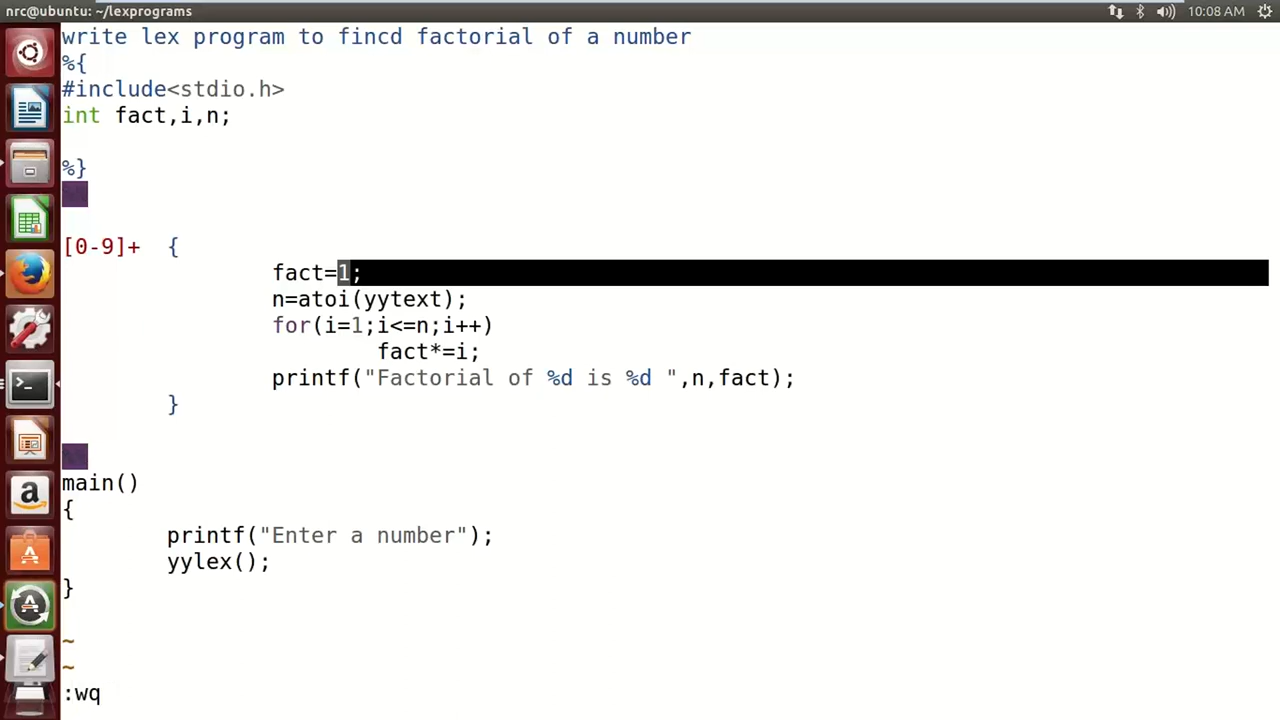 nrc@ubuntu: ~/lexprograms
10:08 AM
write lex program to fincd factorial of a number
%{
#include<stdio.h>
int fact,i,n;
%}
[0-9]+ {
fact=1;
n=atoi(yytext);
for(i=1;i<=n;i++)
fact*=i;
printf("Factorial of %d is %d ",n,fact);
}
main()
{
printf("Enter a number");
yylex();
}
~
~
:wq